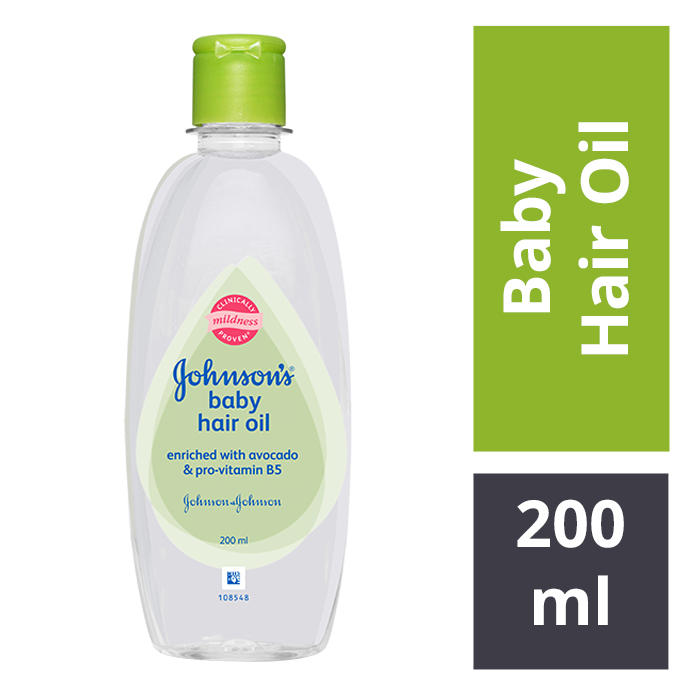 CLINICALLY
mildness
PROVEN*
Johnson's®
baby
hair oil
enriched with avocado
& pro-vitamin B5
Johnson & Johnson
200 ml
108548
Baby
Hair Oil
200
ml